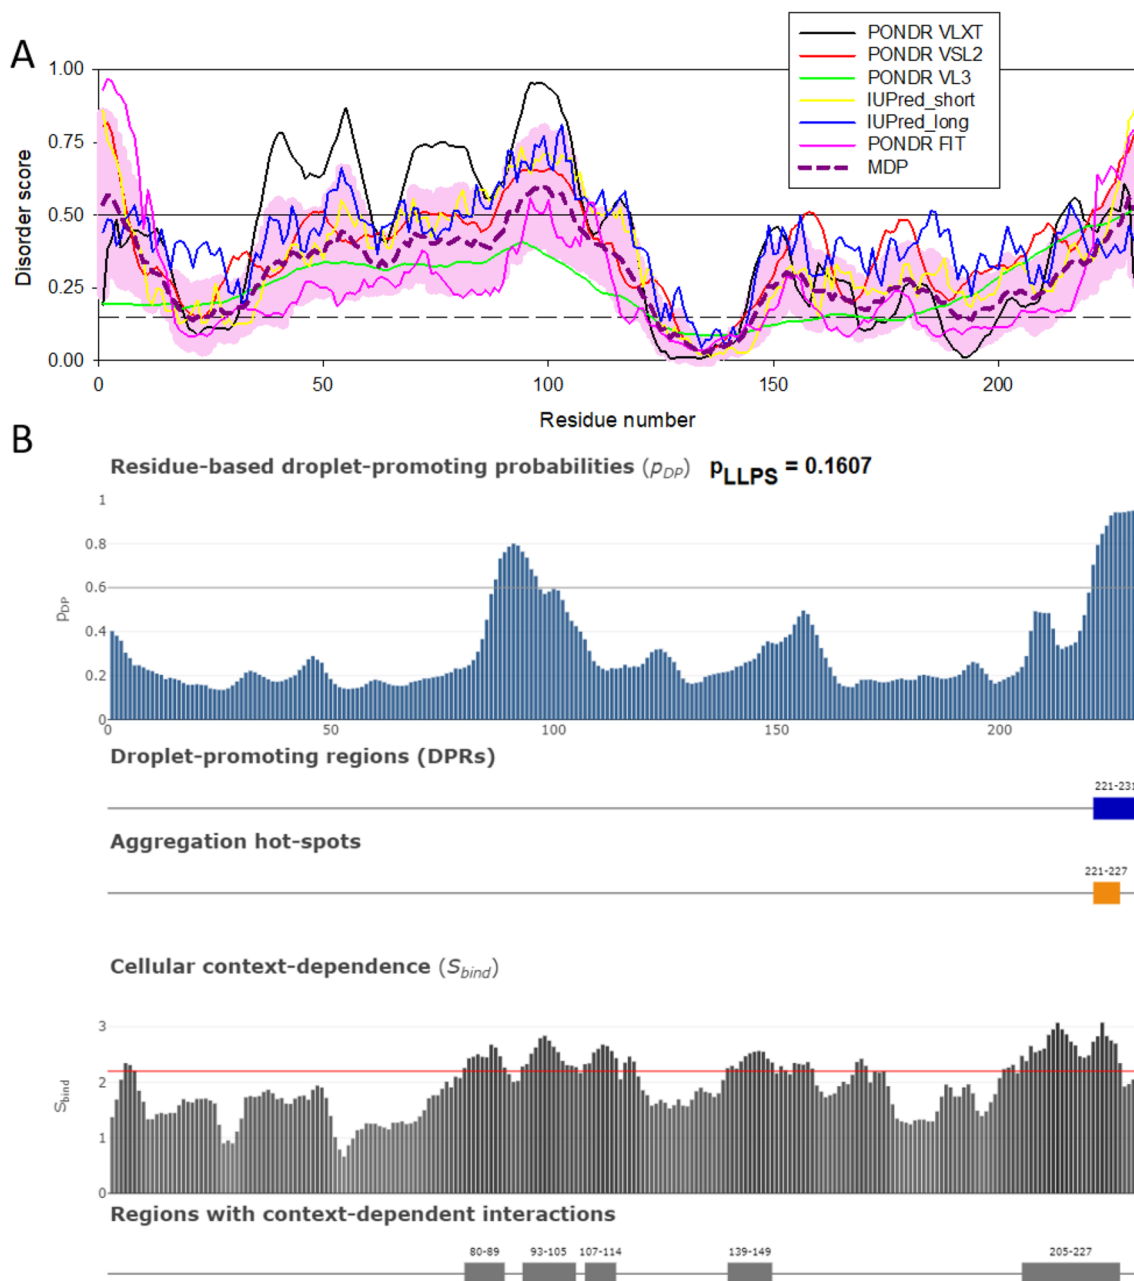 A
PONDR VLXT
PONDR VSL2
PONDR VL3
IUPred_short
IUPred_long
PONDR FIT
MDP
1.00
0.75
0.50
0.25
0.00
Disorder score
0 50 100 150 200
Residue number
B
Residue-based droplet-promoting probabilities (pDP) pLLPS = 0.1607
1
0.8
0.6
0.4
0.2
0
pDP
0 50 100 150 200
Droplet-promoting regions (DPRs)
221-231
Aggregation hot-spots
221-227
Cellular context-dependence (Sbind)
3
2
1
0
Sbind
Regions with context-dependent interactions
80-89 93-105 107-114 139-149 205-227